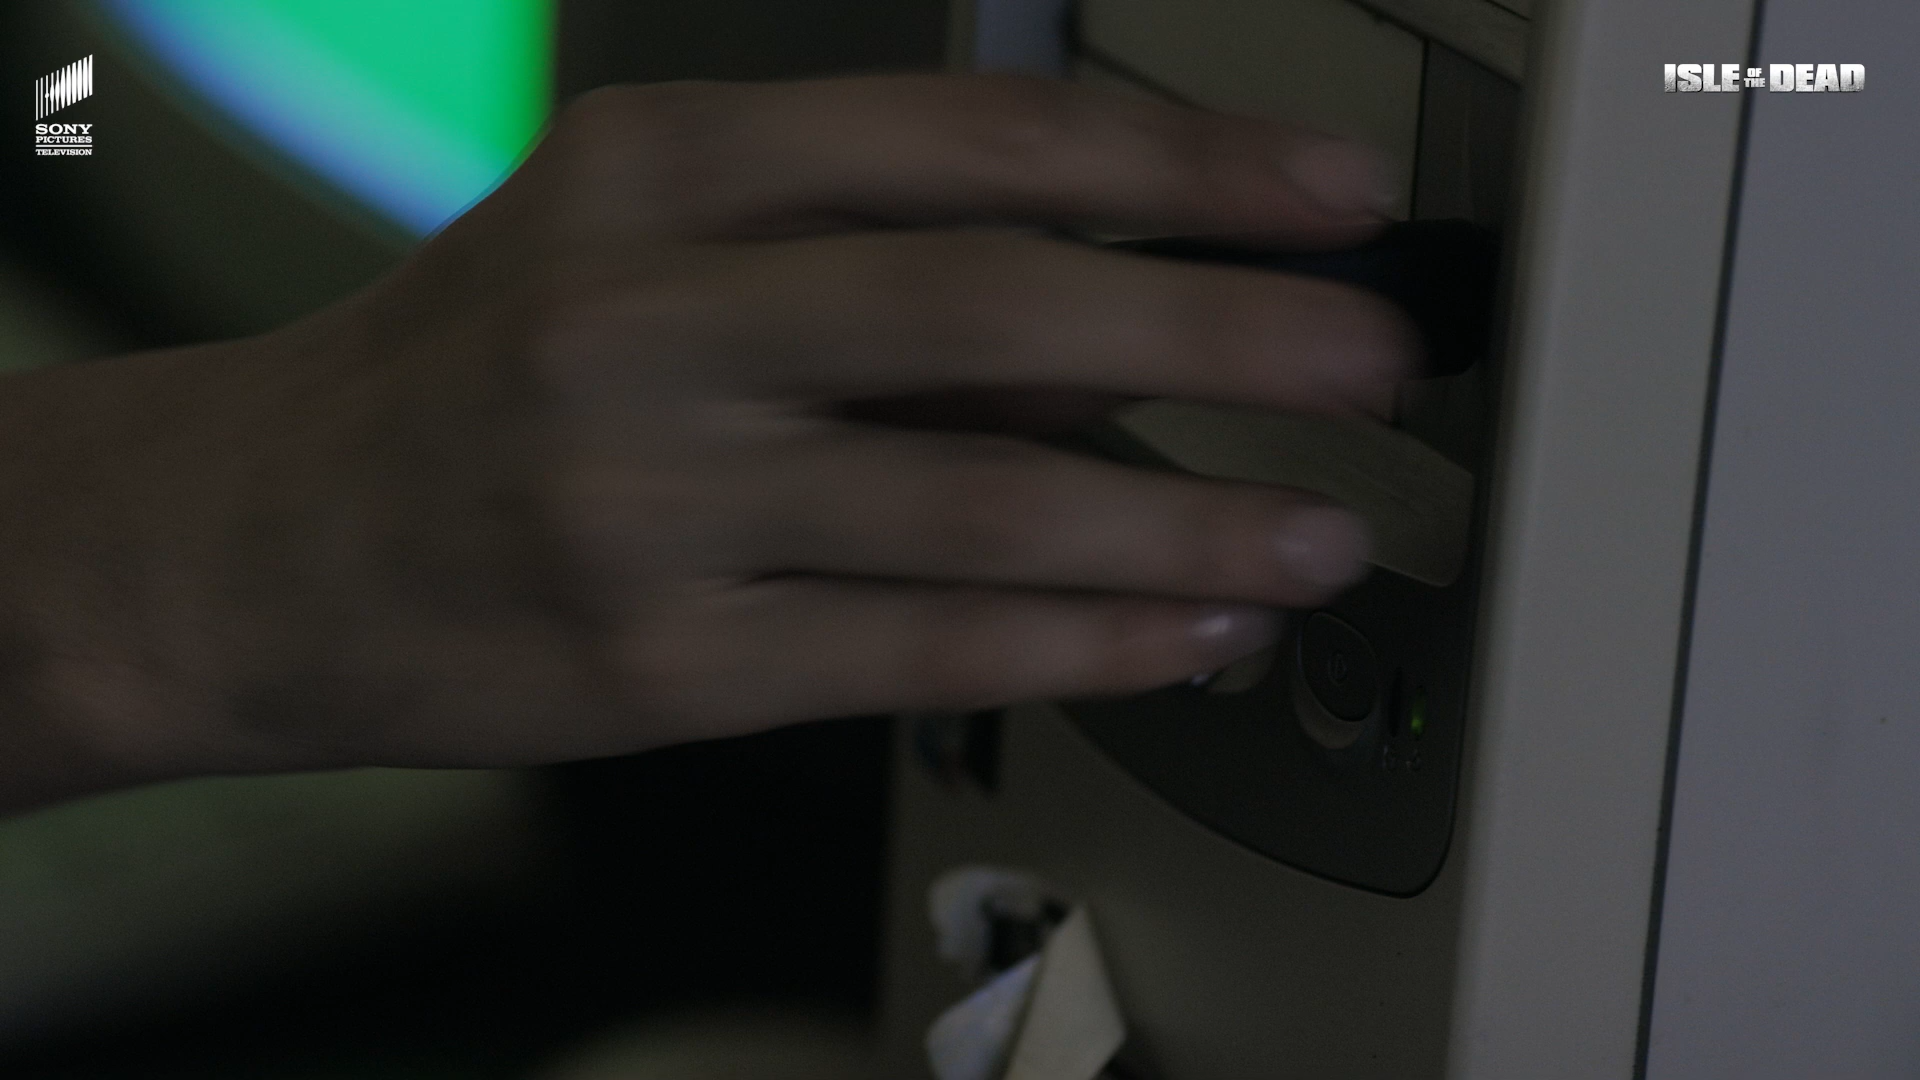 SONY
PICTURES
TELEVISION
ISLE OF THE DEAD